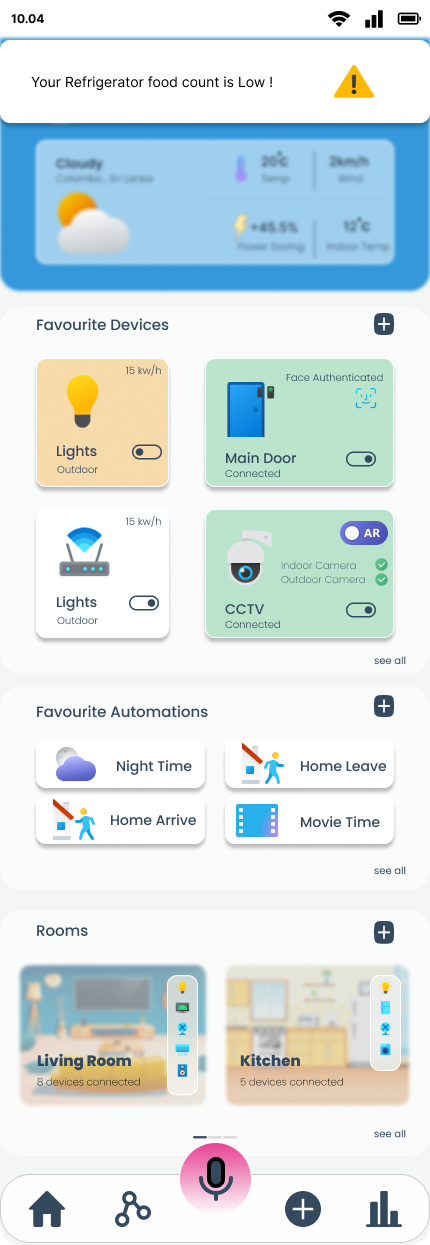 10.04
Your Refrigerator food count is Low !
Cloudy
Colombo, Sri Lanka
20°c
Temp
2km/h
Wind
+45.5%
Power Saving
12°c
Indoor Temp
Favourite Devices
15 kw/h
Lights
Outdoor
Face Authenticated
Main Door
Connected
15 kw/h
Lights
Outdoor
AR
Indoor Camera
Outdoor Camera
CCTV
Connected
see all
Favourite Automations
Night Time
Home Leave
Home Arrive
Movie Time
see all
Rooms
Living Room
8 devices connected
Kitchen
5 devices connected
see all